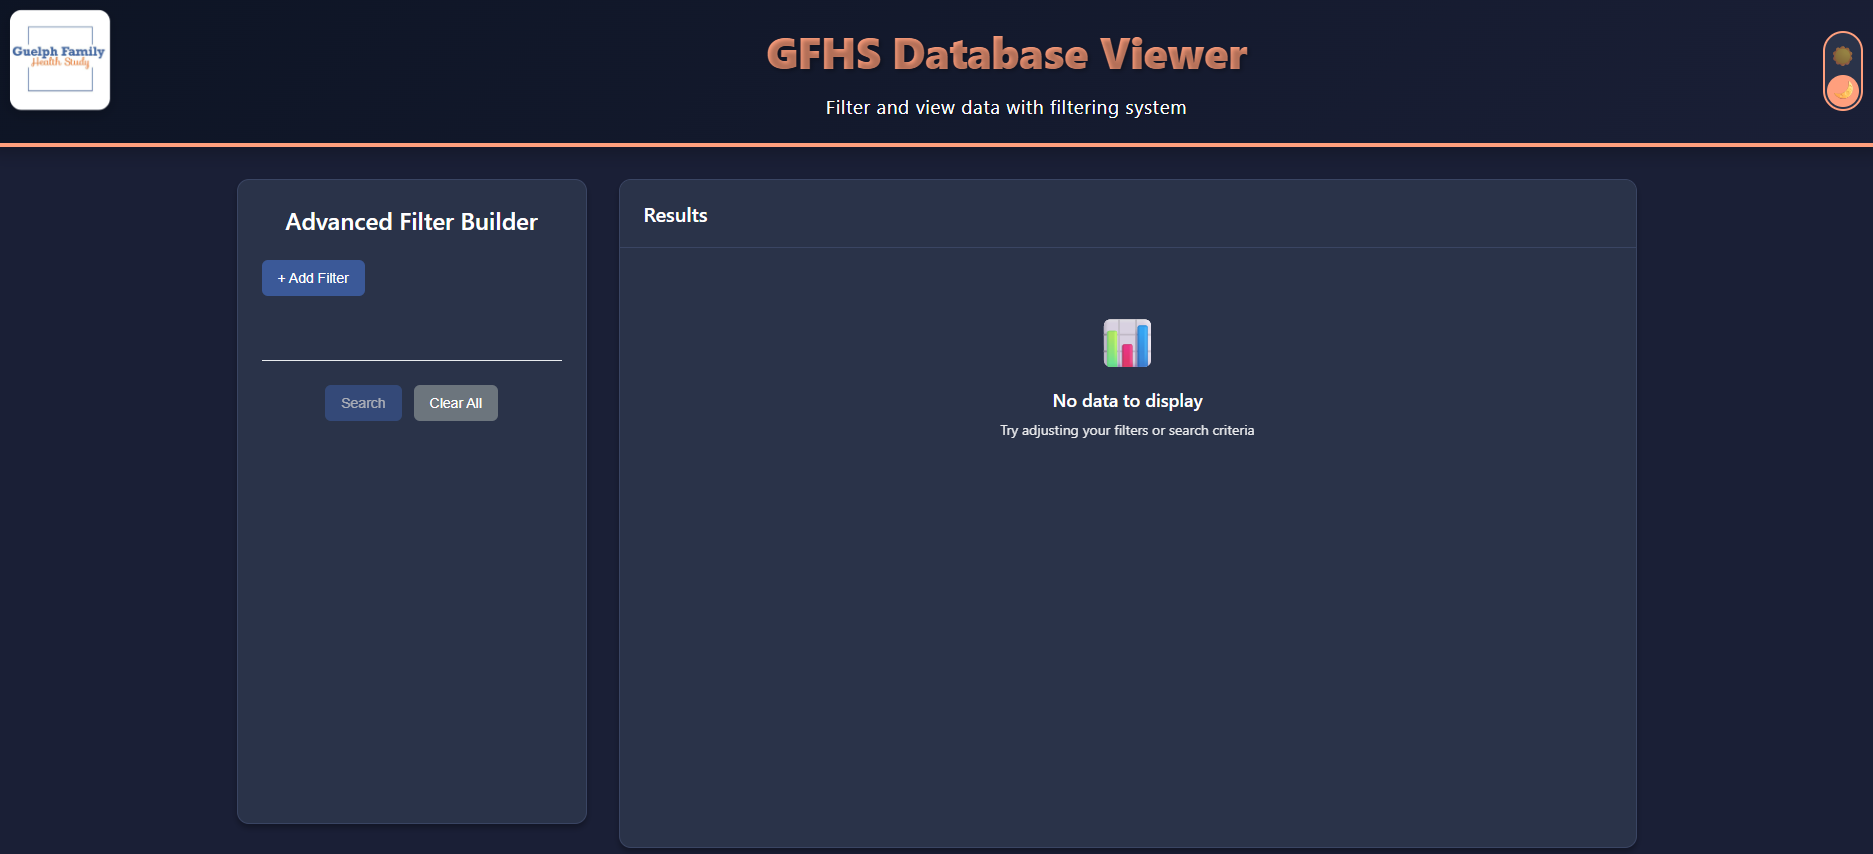 Guelph Family
Health Study
GFHS Database Viewer
Filter and view data with filtering system
Advanced Filter Builder
+ Add Filter
Search
Clear All
Results
No data to display
Try adjusting your filters or search criteria